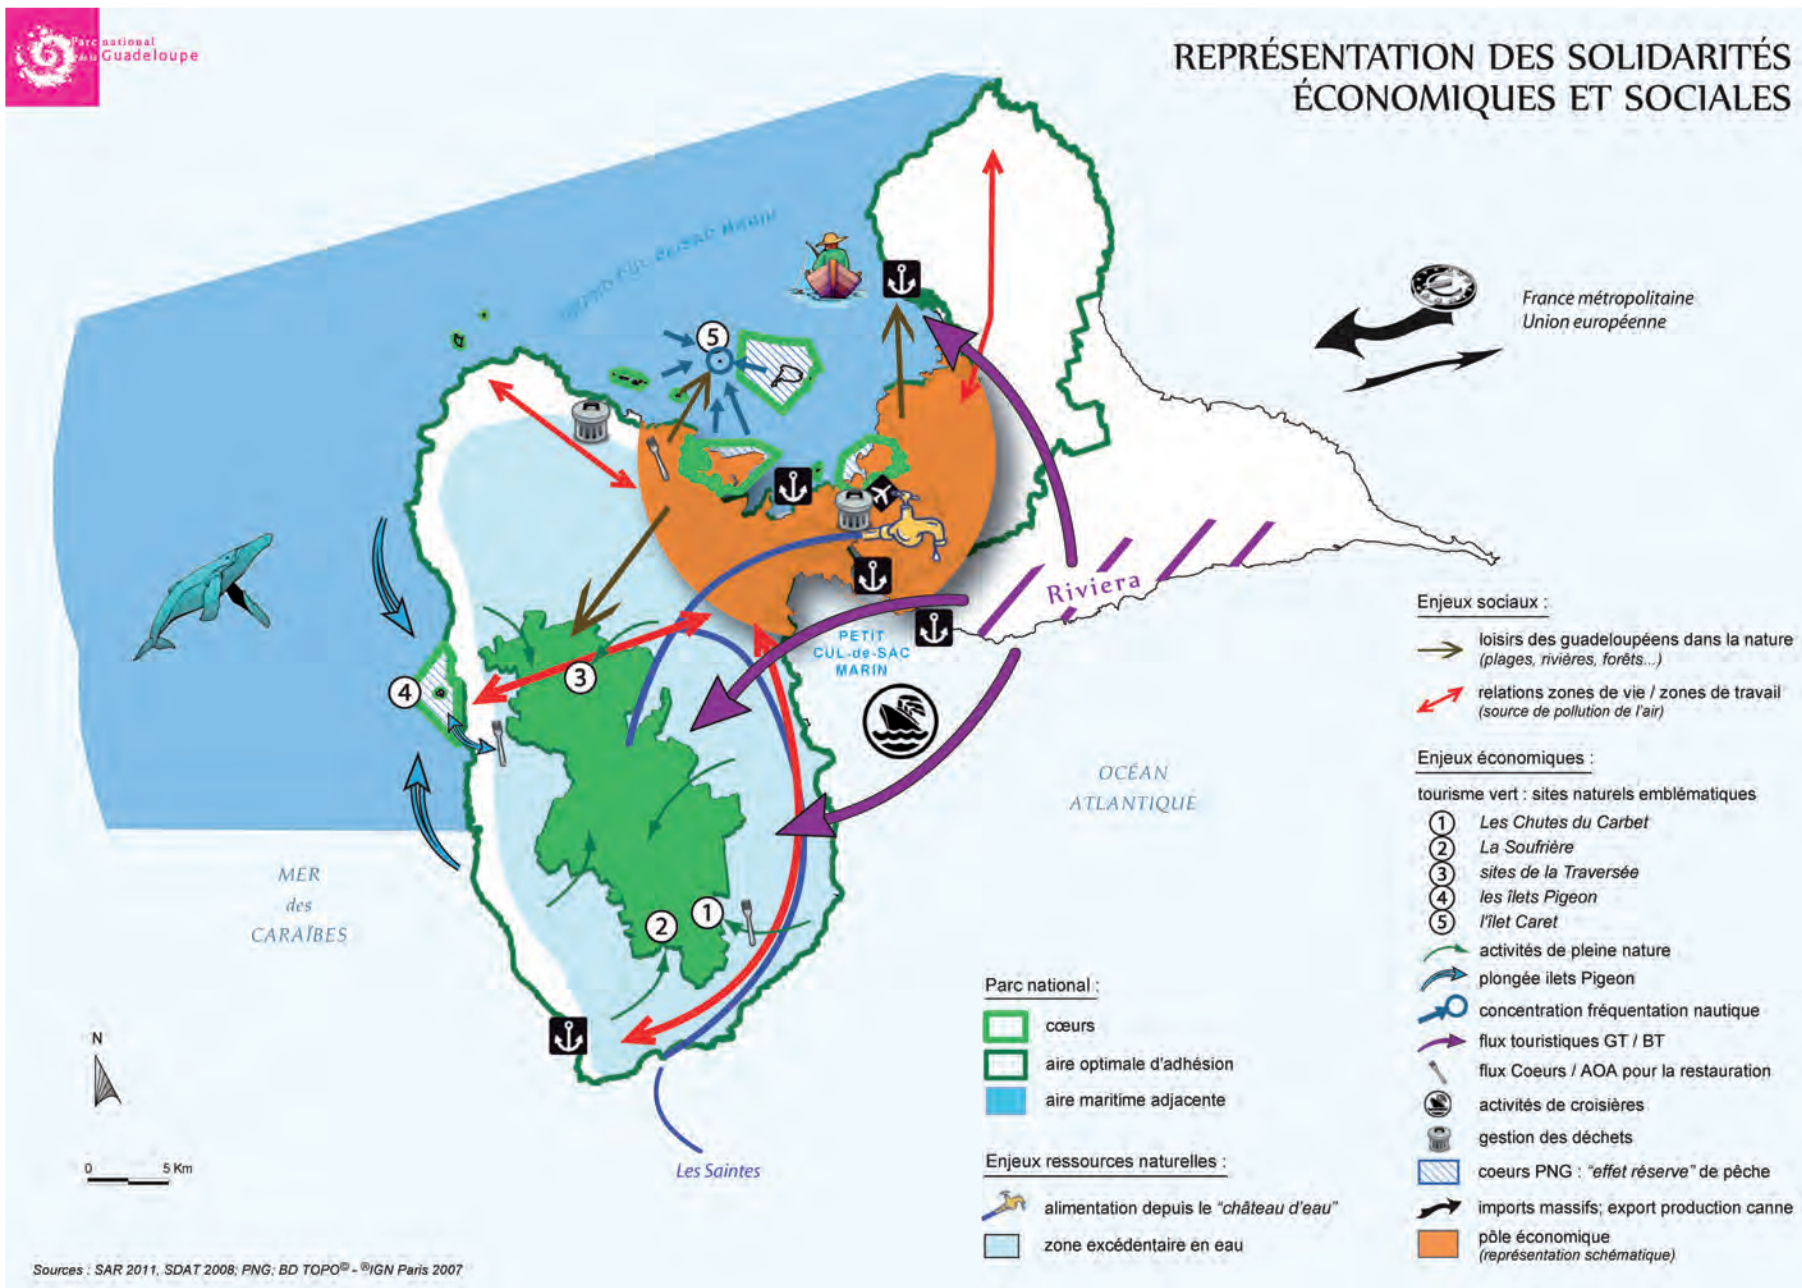 Parc national
de la Guadeloupe
REPRÉSENTATION DES SOLIDARITÉS
ÉCONOMIQUES ET SOCIALES
France métropolitaine
Union européenne
5
Riviera
PETIT
CUL-de-SAC
MARIN
3
4
OCÉAN
ATLANTIQUE
MER
des
CARAÏBES
1
2
N
0 5 Km
Les Saintes
Parc national :
cœurs
aire optimale d'adhésion
aire maritime adjacente
Enjeux ressources naturelles :
alimentation depuis le "château d'eau"
zone excédentaire en eau
Enjeux sociaux :
loisirs des guadeloupéens dans la nature
(plages, rivières, forêts...)
relations zones de vie / zones de travail
(source de pollution de l'air)
Enjeux économiques :
tourisme vert : sites naturels emblématiques
1 Les Chutes du Carbet
2 La Soufrière
3 sites de la Traversée
4 les îlets Pigeon
5 l'îlet Caret
activités de pleine nature
plongée ilets Pigeon
concentration fréquentation nautique
flux touristiques GT / BT
flux Coeurs / AOA pour la restauration
activités de croisières
gestion des déchets
coeurs PNG : "effet réserve" de pêche
imports massifs; export production canne
pôle économique
(représentation schématique)
Sources : SAR 2011, SDAT 2008; PNG; BD TOPO© - ®IGN Paris 2007